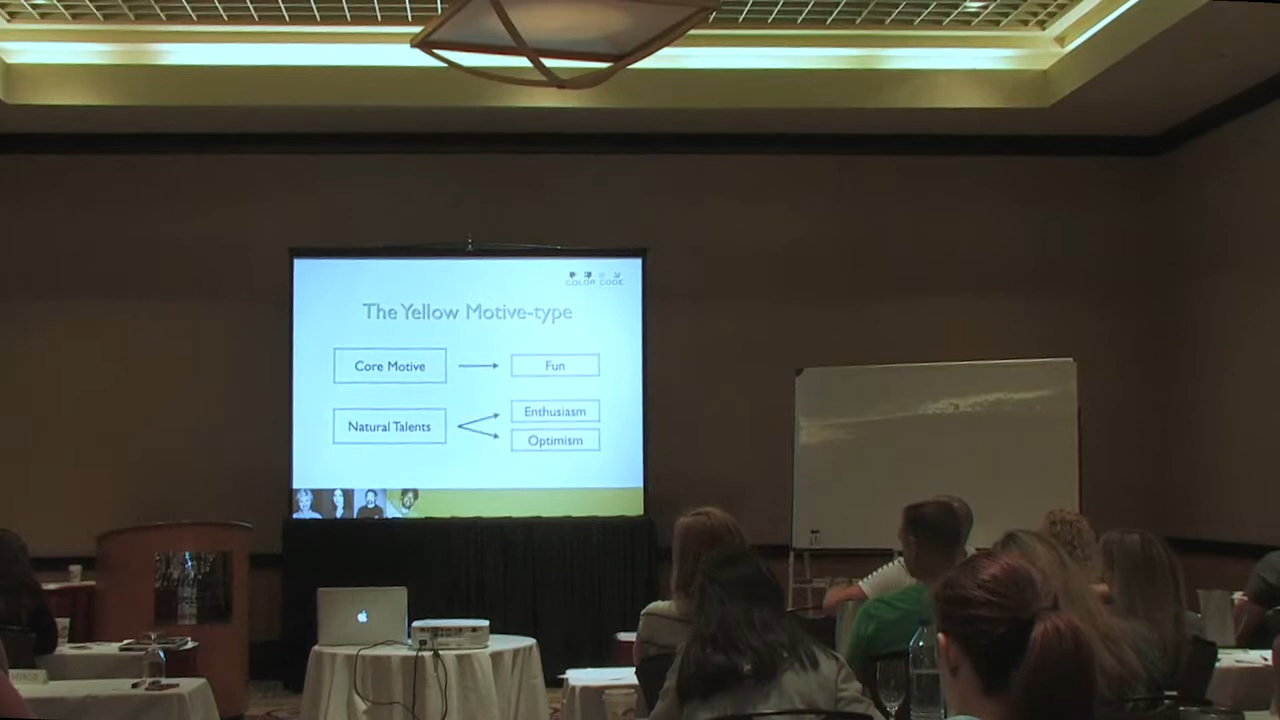 COLOR CODE
The Yellow Motive-type
Core Motive
Fun
Natural Talents
Enthusiasm
Optimism